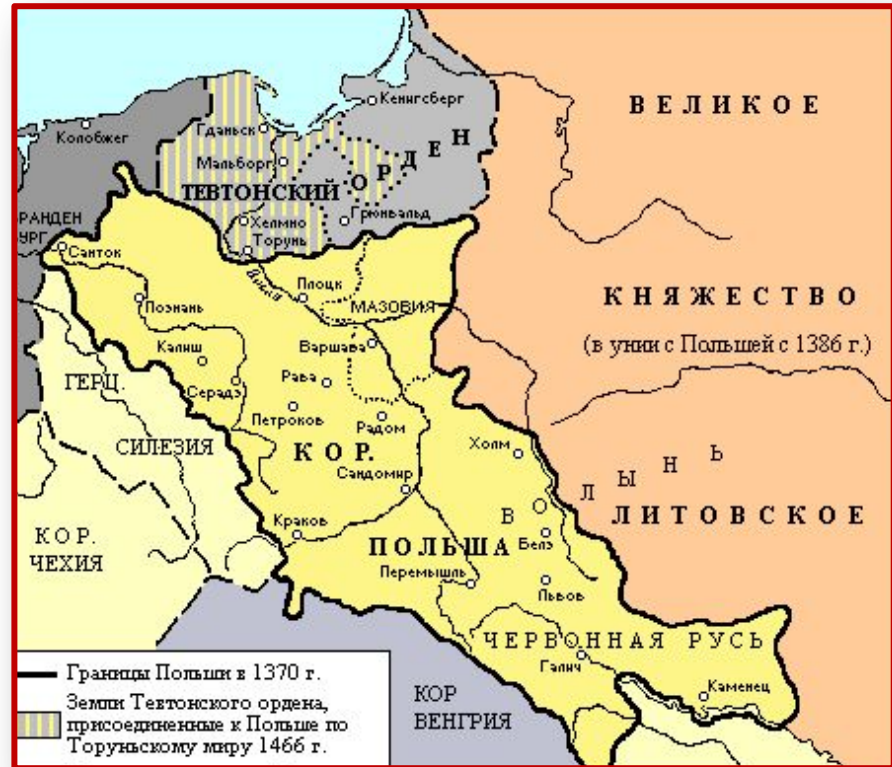 Кенигсберг
ВЕЛИКОЕ
Колобжег
Гданьск
Мальборг
ТЕВТОНСКИЙ ОРДЕН
Хелмно
Грюнвальд
Торунь
РАНДЕН
УРГ
Санток
Висла
Плоцк
МАЗОВИЯ
КНЯЖЕСТВО
(в унии с Польшей с 1386 г.)
Познань
Варшава
Калиш
Рава
ГЕРЦ.
Серадз
Петроков
Радом
СИЛЕЗИЯ
КОР.
Холм
ВОЛЫНЬ
Сандомир
ЛИТОВСКОЕ
Краков
КОР.
ЧЕХИЯ
ПОЛЬША
Белз
Перемышль
Львов
ЧЕРВОННАЯ РУСЬ
Галич
Каменец
КОР
ВЕНГРИЯ
Границы Польши в 1370 г.
Земли Тевтонского ордена,
присоединенные к Польше по
Торуньскому миру 1466 г.